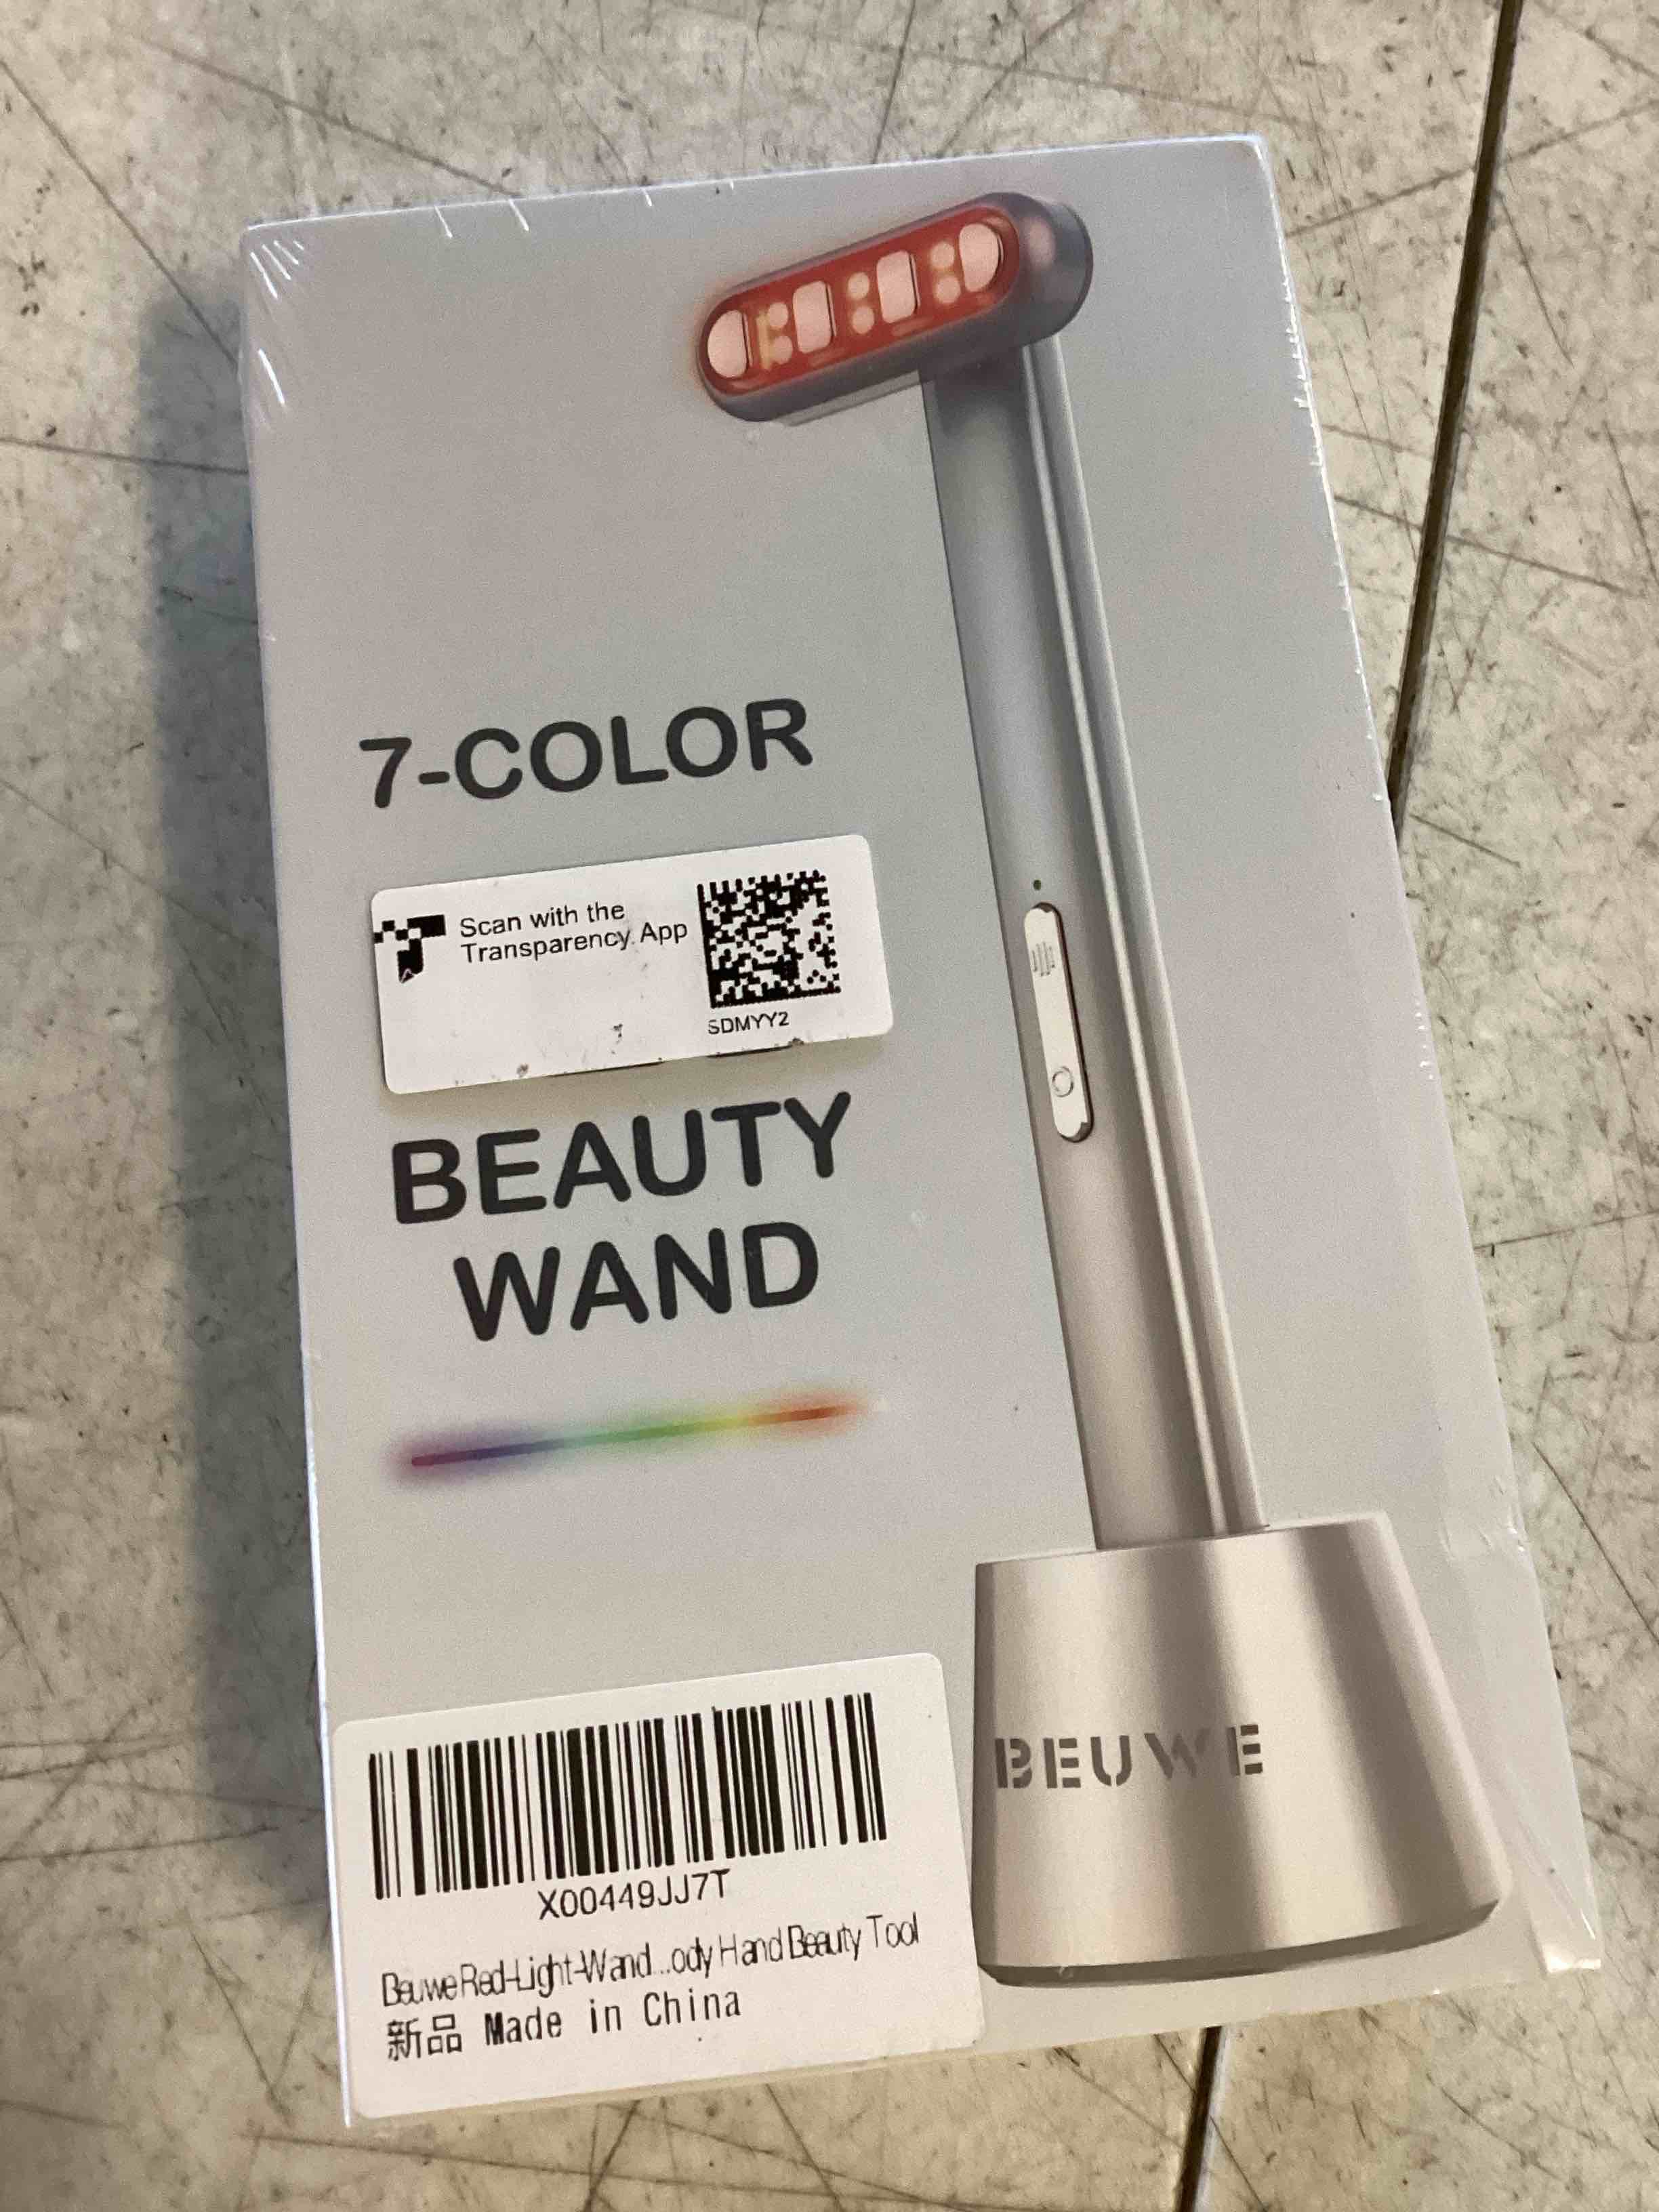 7-COLOR
Scan with the
Transparency App
SDMYY2
BEAUTY
WAND
BEUWE
X00449JJ7T
Beuwe Red-Light-Wand...ody Hand Beauty Tool
新品 Made in China